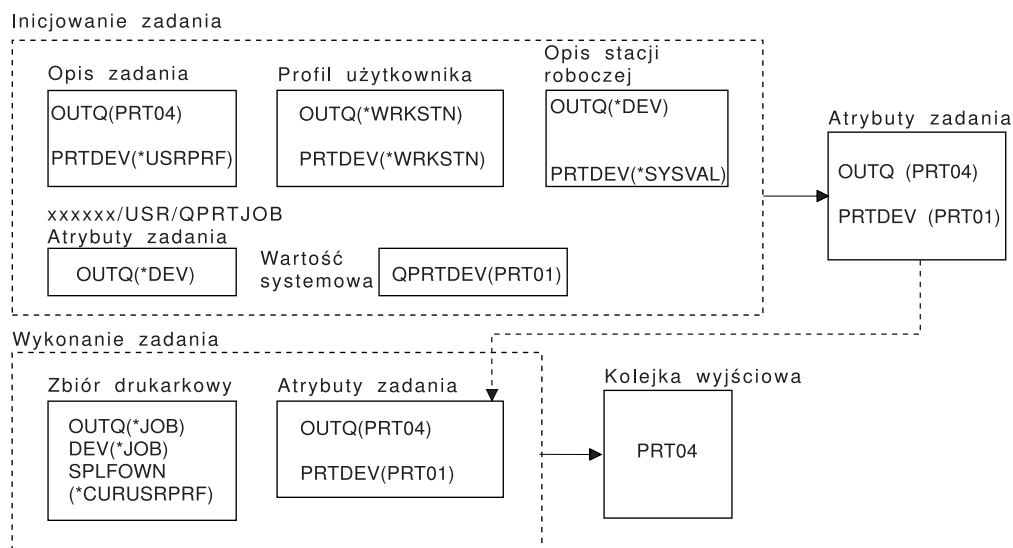 Inicjowanie zadania
Opis zadania
OUTQ(PRT04)
PRTDEV(*USRPRF)
Profil użytkownika
OUTQ(*WRKSTN)
PRTDEV(*WRKSTN)
Opis stacji
roboczej
OUTQ(*DEV)
PRTDEV(*SYSVAL)
Atrybuty zadania
OUTQ (PRT04)
PRTDEV (PRT01)
xxxxxx/USR/QPRTJOB
Atrybuty zadania
OUTQ(*DEV)
Wartość
systemowa
QPRTDEV(PRT01)
Wykonanie zadania
Zbiór drukarkowy
OUTQ(*JOB)
DEV(*JOB)
SPLFOWN
(*CURUSRPRF)
Atrybuty zadania
OUTQ(PRT04)
PRTDEV(PRT01)
Kolejka wyjściowa
PRT04